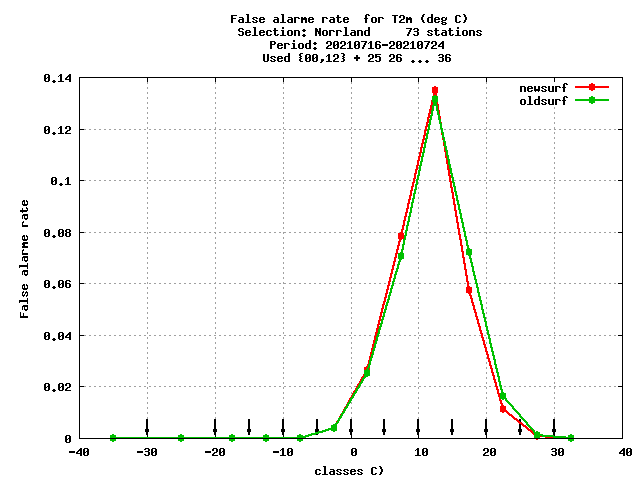 False alarme rate  for T2m (deg C)
Selection: Norrland     73 stations
Period: 20210716-20210724
Used {00,12} + 25 26 ... 36
newsurf
oldsurf
0.14
0.12
0.1
0.08
0.06
0.04
0.02
0
False alarme rate
-40 -30 -20 -10 0 10 20 30 40
classes C)